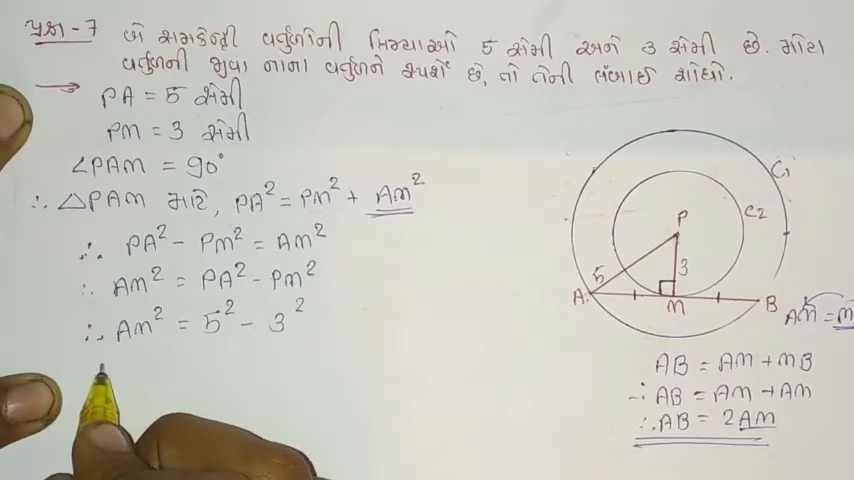 પ્રશ્ન - 7 બે સમકેન્દ્રી વર્તુળોની ત્રિજ્યાઓ 5 સેમી અને 3 સેમી છે. મોટા
વર્તુળની જીવા નાના વર્તુળને સ્પર્શે છે, તો તેની લંબાઈ શોધો.
→ PA = 5 સેમી
PM = 3 સેમી
∠PAM = 90°
∴ △PAM માટે, PA² = PM² + AM²
∴ PA² - PM² = AM²
∴ AM² = PA² - PM²
∴ AM² = 5² - 3²
C₁
C2
P
5
3
A
M
B
AM = M
AB = AM + MB
∴ AB = AM + AM
∴ AB = 2AM